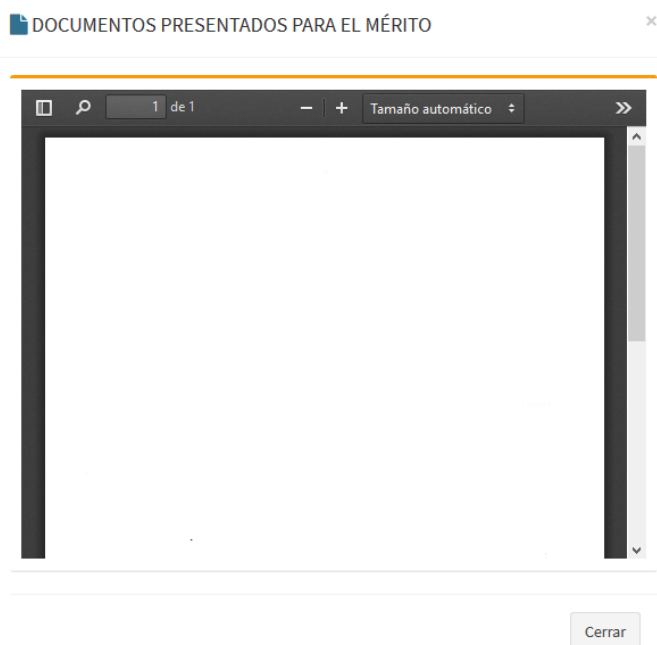 DOCUMENTOS PRESENTADOS PARA EL MÉRITO
1 de 1
Tamaño automático
Cerrar